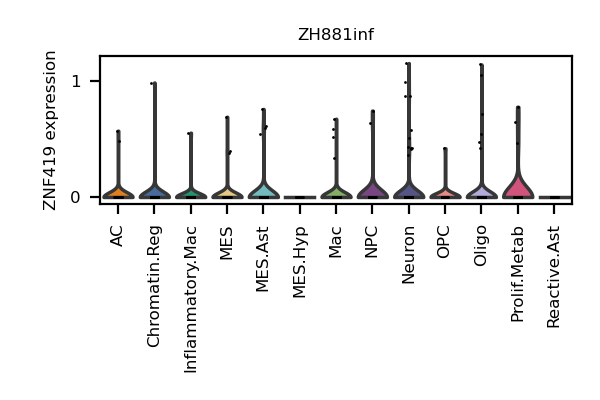 ZH881inf
ZNF419 expression
1
0
AC
Chromatin.Reg
Inflammatory.Mac
MES
MES.Ast
MES.Hyp
Mac
NPC
Neuron
OPC
Oligo
Prolif.Metab
Reactive.Ast